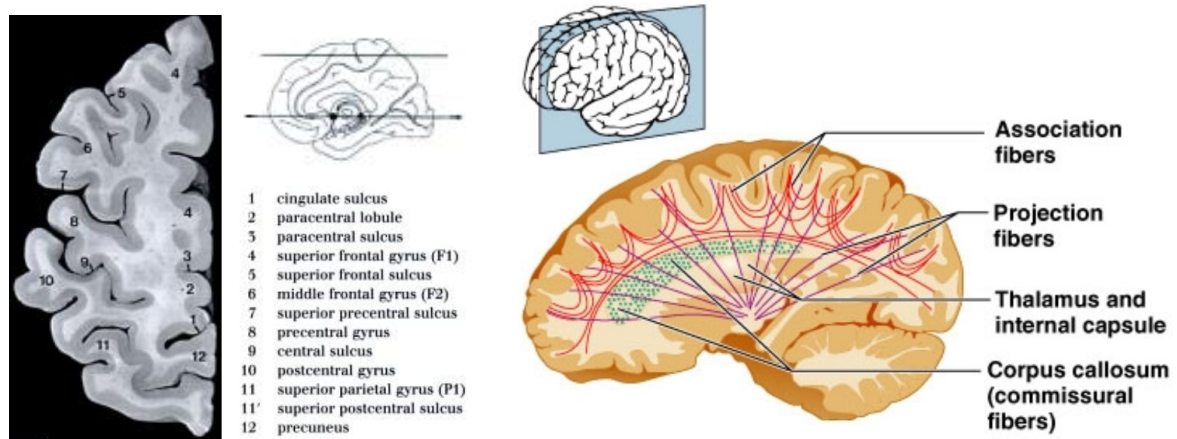 4
5
6
7
4
8
3
9
10
2
1
11
12
1 cingulate sulcus
2 paracentral lobule
3 paracentral sulcus
4 superior frontal gyrus (F1)
5 superior frontal sulcus
6 middle frontal gyrus (F2)
7 superior precentral sulcus
8 precentral gyrus
9 central sulcus
10 postcentral gyrus
11 superior parietal gyrus (P1)
11′ superior postcentral sulcus
12 precuneus
Association
fibers
Projection
fibers
Thalamus and
internal capsule
Corpus callosum
(commissural
fibers)